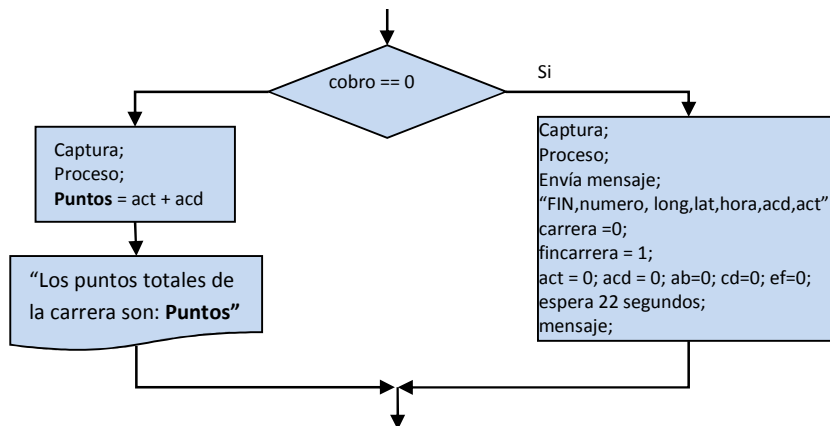 cobro == 0
Si
Captura;
Proceso;
Puntos = act + acd
“Los puntos totales de
la carrera son: Puntos”
Captura;
Proceso;
Envía mensaje;
“FIN,numero, long,lat,hora,acd,act”
carrera =0;
fincarrera = 1;
act = 0; acd = 0; ab=0; cd=0; ef=0;
espera 22 segundos;
mensaje;